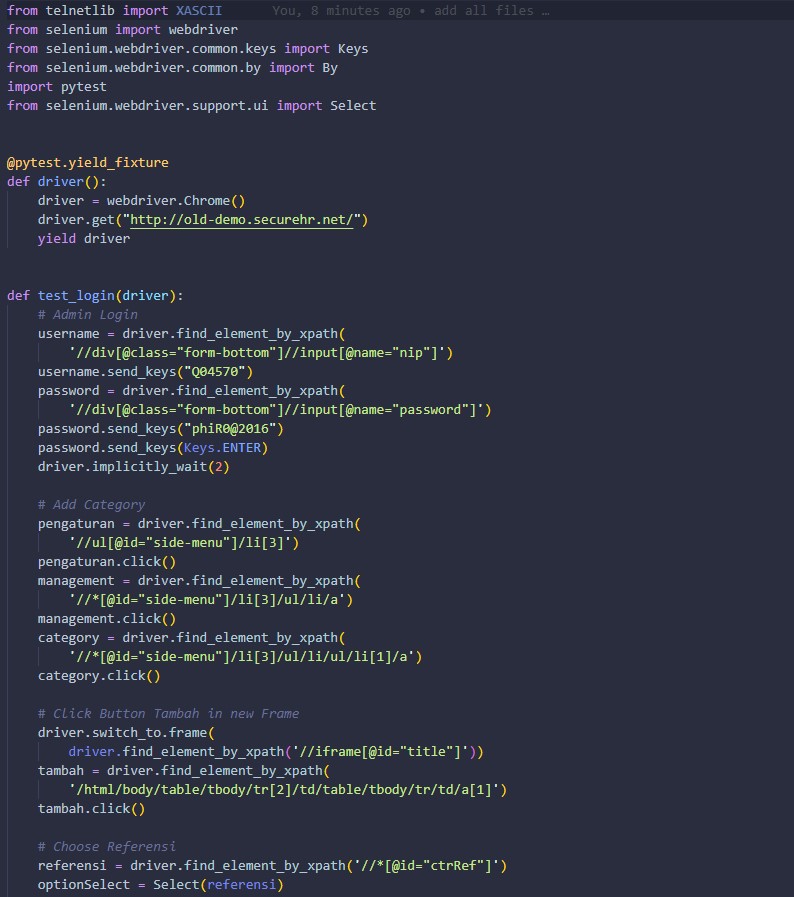 from telnetlib import XASCII You, 8 minutes ago • add all files …
from selenium import webdriver
from selenium.webdriver.common.keys import Keys
from selenium.webdriver.common.by import By
import pytest
from selenium.webdriver.support.ui import Select
@pytest.yield_fixture
def driver():
driver = webdriver.Chrome()
driver.get("http://old-demo.securehr.net/")
yield driver
def test_login(driver):
# Admin Login
username = driver.find_element_by_xpath(
'//div[@class="form-bottom"]//input[@name="nip"]')
username.send_keys("Q04570")
password = driver.find_element_by_xpath(
'//div[@class="form-bottom"]//input[@name="password"]')
password.send_keys("phiR0@2016")
password.send_keys(Keys.ENTER)
driver.implicitly_wait(2)
# Add Category
pengaturan = driver.find_element_by_xpath(
'//ul[@id="side-menu"]/li[3]')
pengaturan.click()
management = driver.find_element_by_xpath(
'//*[@id="side-menu"]/li[3]/ul/li/a')
management.click()
category = driver.find_element_by_xpath(
'//*[@id="side-menu"]/li[3]/ul/li/ul/li[1]/a')
category.click()
# Click Button Tambah in new Frame
driver.switch_to.frame(
driver.find_element_by_xpath('//iframe[@id="title"]'))
tambah = driver.find_element_by_xpath(
'/html/body/table/tbody/tr[2]/td/table/tbody/tr/td/a[1]')
tambah.click()
# Choose Referensi
referensi = driver.find_element_by_xpath('//*[@id="ctrRef"]')
optionSelect = Select(referensi)